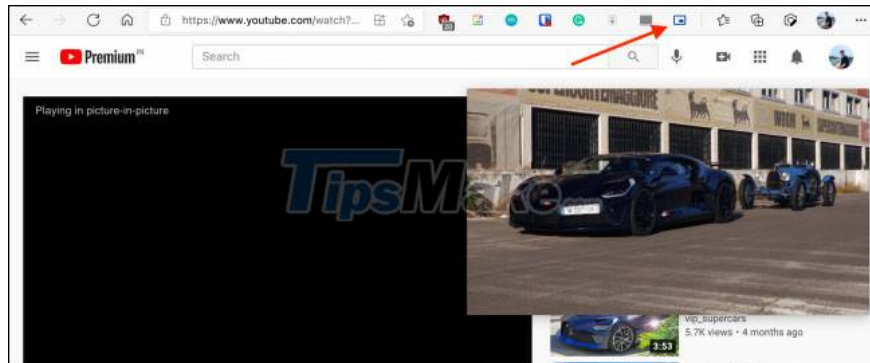 https://www.youtube.com/watch?...
Premium IN
Search
Playing in picture-in-picture
TipsMake
.com
vip_supercars
5.7K views • 4 months ago
3:53